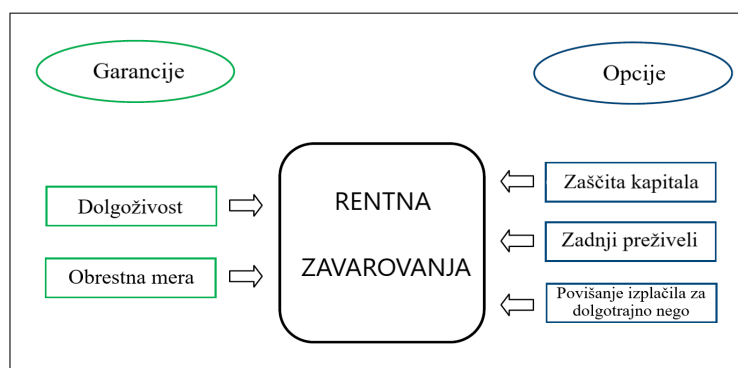 Garancije
Opcije
Dolgoživost
Obrestna mera
RENTNA
ZAVAROVANJA
Zaščita kapitala
Zadnji preživeli
Povišanje izplačila za
dolgotrajno nego